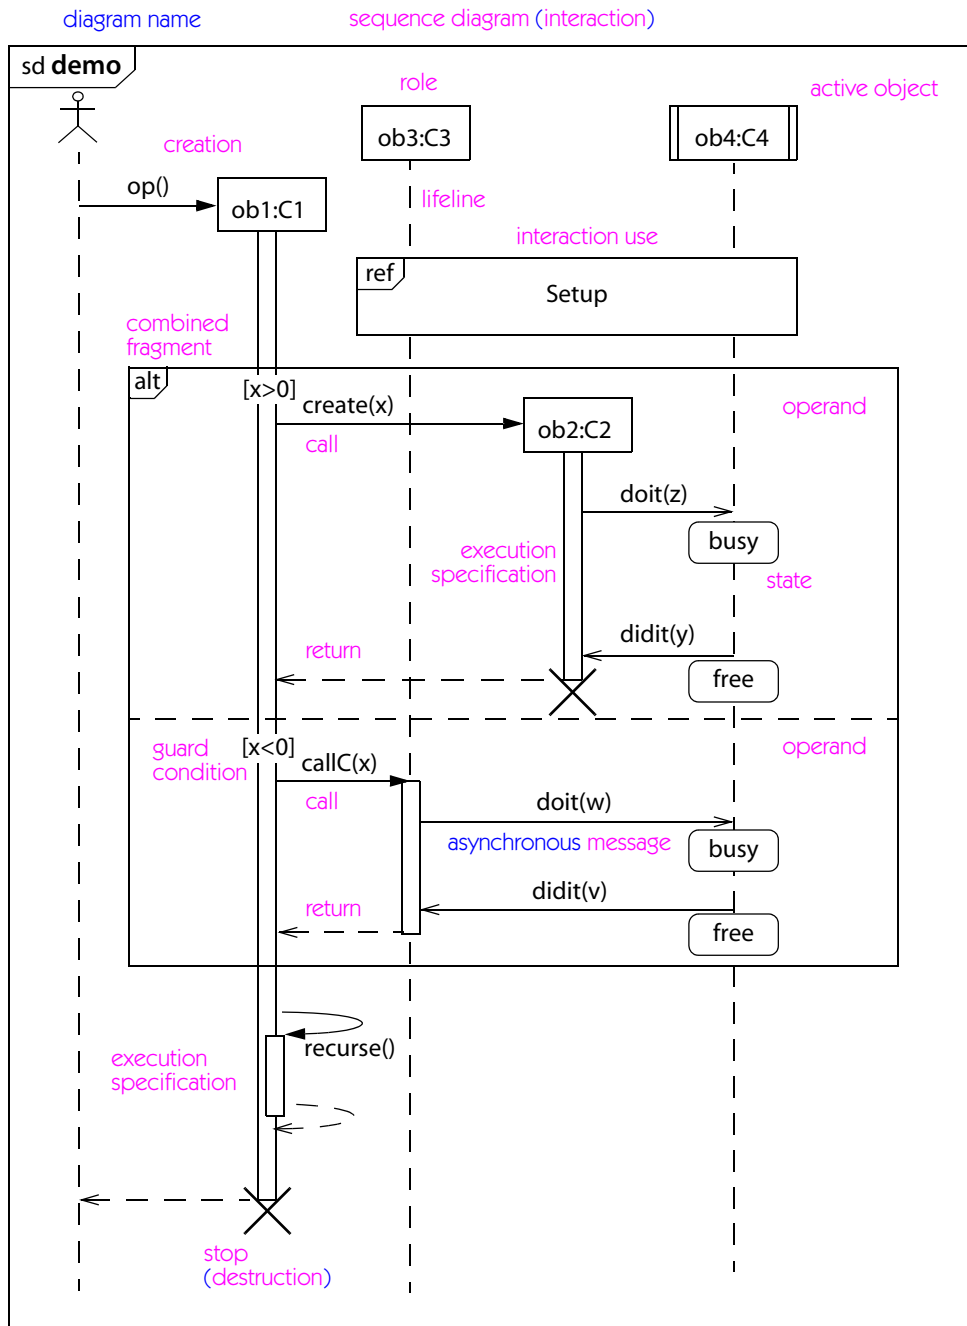 diagram name
sequence diagram (interaction)
sd demo
role
active object
ob3:C3
ob4:C4
creation
op()
ob1:C1
lifeline
interaction use
ref
Setup
combined
fragment
alt
[x>0]
create(x)
operand
call
ob2:C2
doit(z)
busy
execution
specification
state
didit(y)
return
free
guard
condition
[x<0]
operand
callC(x)
call
doit(w)
asynchronous message
busy
didit(v)
return
free
recurse()
execution
specification
stop
(destruction)